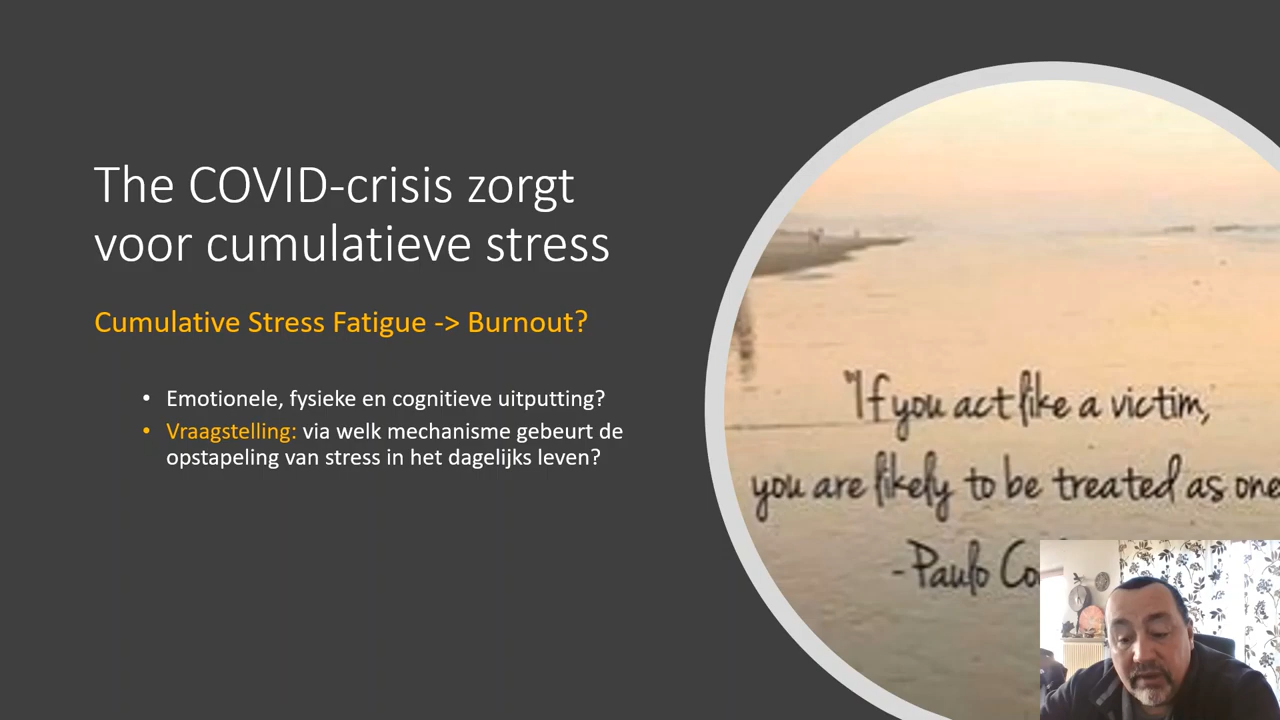 The COVID-crisis zorgt
voor cumulatieve stress
Cumulative Stress Fatigue -> Burnout?
• Emotionele, fysieke en cognitieve uitputting?
• Vraagstelling: via welk mechanisme gebeurt de
opstapeling van stress in het dagelijks leven?
"If you act like a victim,
you are likely to be treated as one
-Paulo